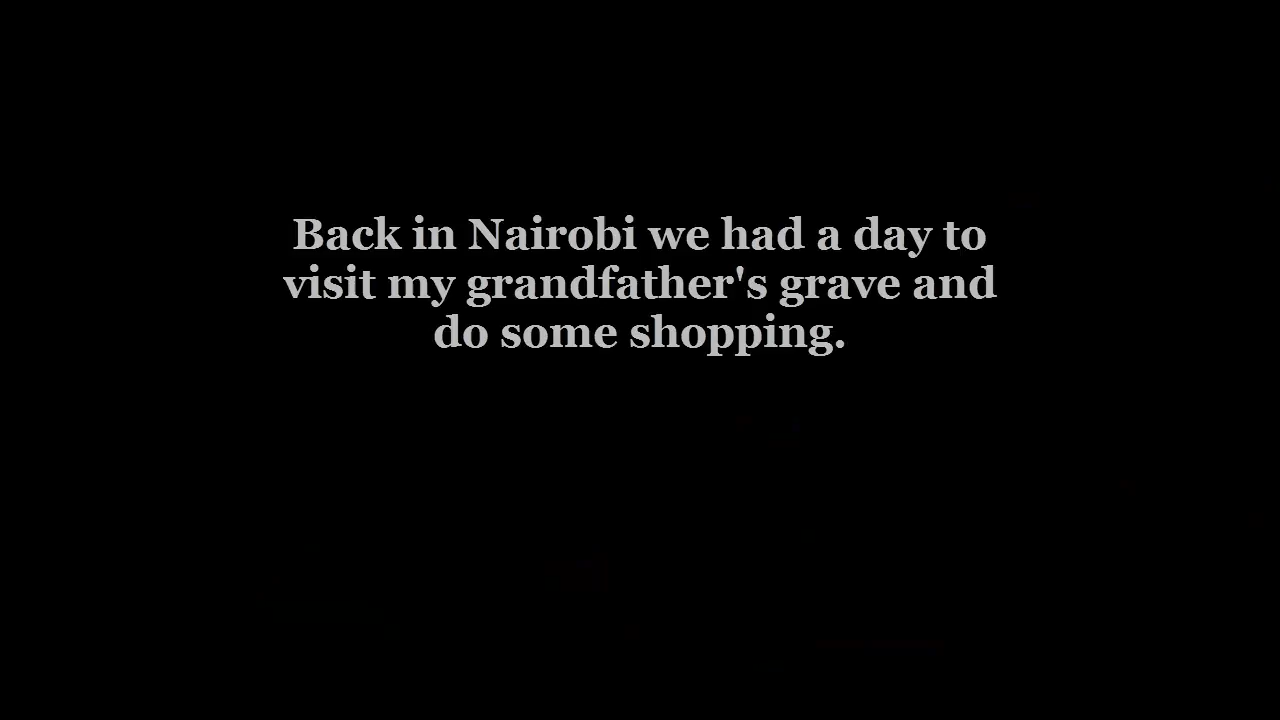 Back in Nairobi we had a day to
visit my grandfather's grave and
do some shopping.